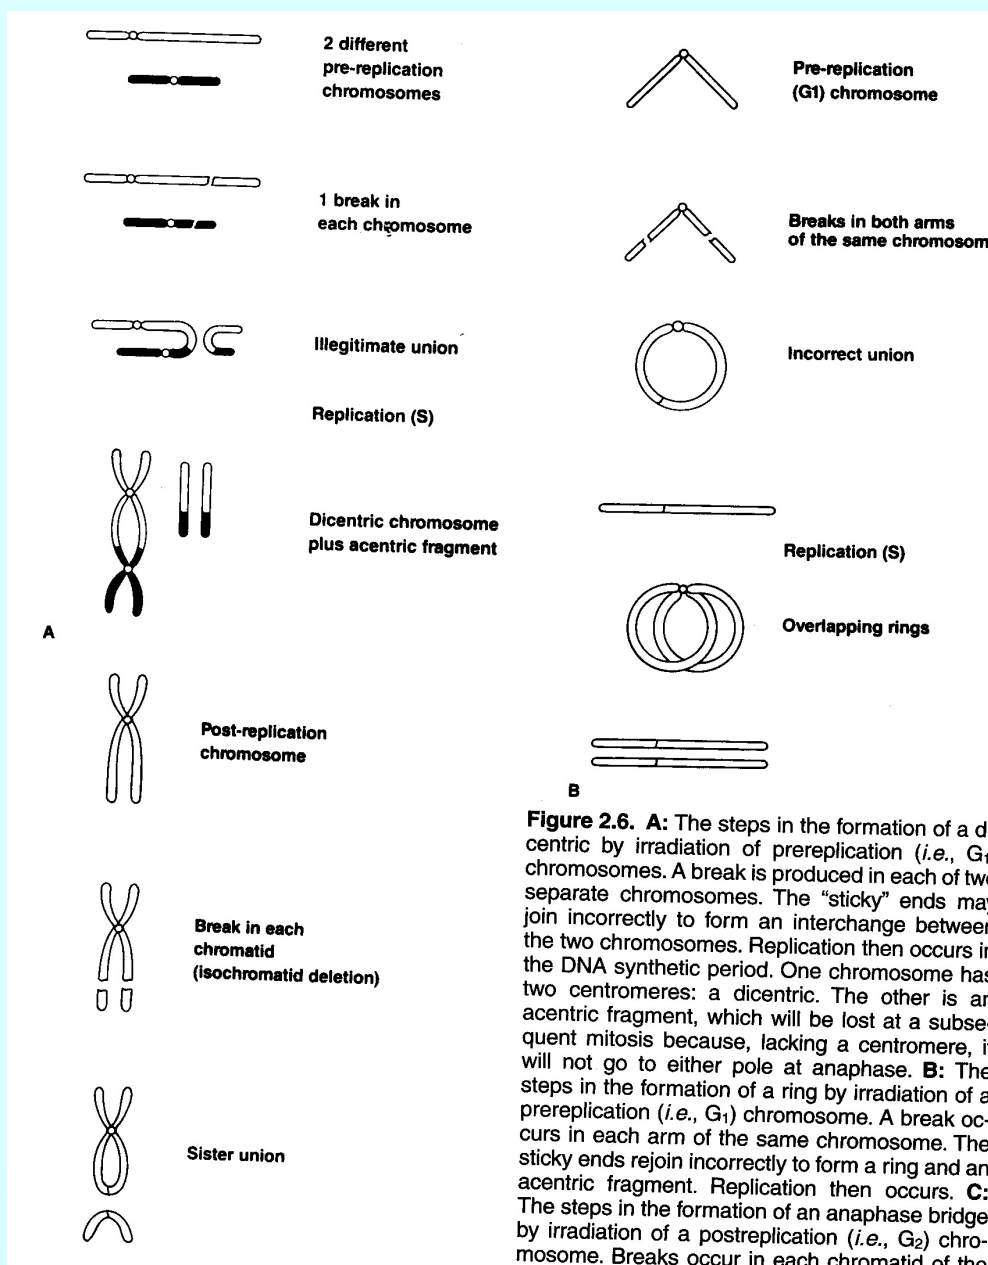 2 different
pre-replication
chromosomes
1 break in
each chromosome
Illegitimate union
Replication (S)
Dicentric chromosome
plus acentric fragment
A
Post-replication
chromosome
Break in each
chromatid
(isochromatid deletion)
Sister union
Pre-replication
(G1) chromosome
Breaks in both arms
of the same chromosom
Incorrect union
Replication (S)
Overlapping rings
B
Figure 2.6. A: The steps in the formation of a d
centric by irradiation of prereplication (i.e., G₁
chromosomes. A break is produced in each of two
separate chromosomes. The “sticky” ends may
join incorrectly to form an interchange between
the two chromosomes. Replication then occurs in
the DNA synthetic period. One chromosome has
two centromeres: a dicentric. The other is an
acentric fragment, which will be lost at a subse-
quent mitosis because, lacking a centromere, it
will not go to either pole at anaphase. B: The
steps in the formation of a ring by irradiation of a
prereplication (i.e., G₁) chromosome. A break oc-
curs in each arm of the same chromosome. The
sticky ends rejoin incorrectly to form a ring and an
acentric fragment. Replication then occurs. C:
The steps in the formation of an anaphase bridge
by irradiation of a postreplication (i.e., G₂) chro-
mosome. Breaks occur in each chromatid of the